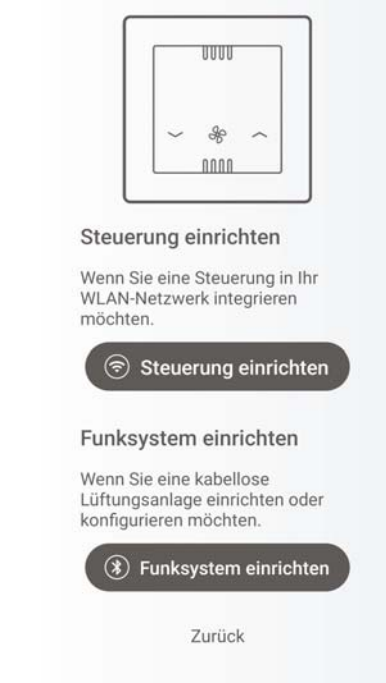 Steuerung einrichten
Wenn Sie eine Steuerung in Ihr
WLAN-Netzwerk integrieren
möchten.
Steuerung einrichten
Funksystem einrichten
Wenn Sie eine kabellose
Lüftungsanlage einrichten oder
konfigurieren möchten.
Funksystem einrichten
Zurück